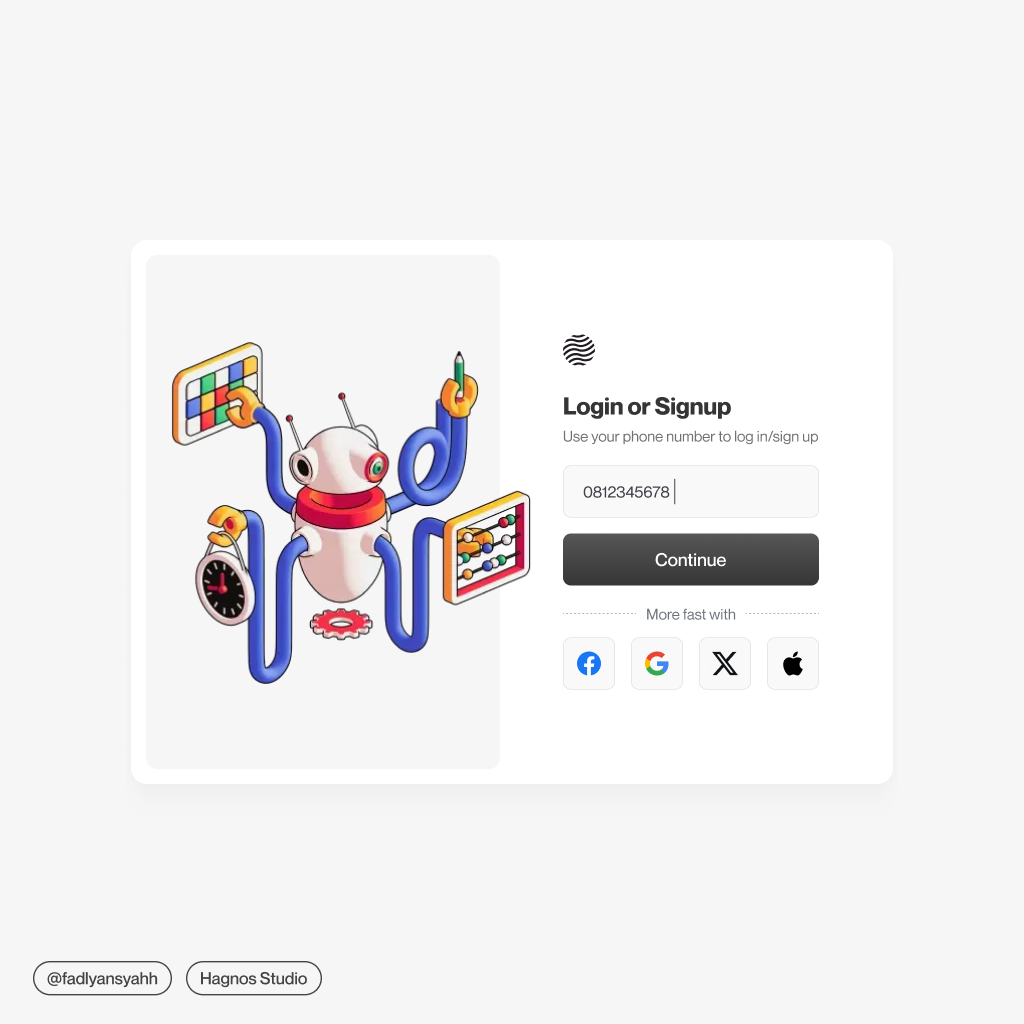 Login or Signup
Use your phone number to log in/sign up
0812345678
Continue
More fast with
@fadlyansyahh
Hagnos Studio